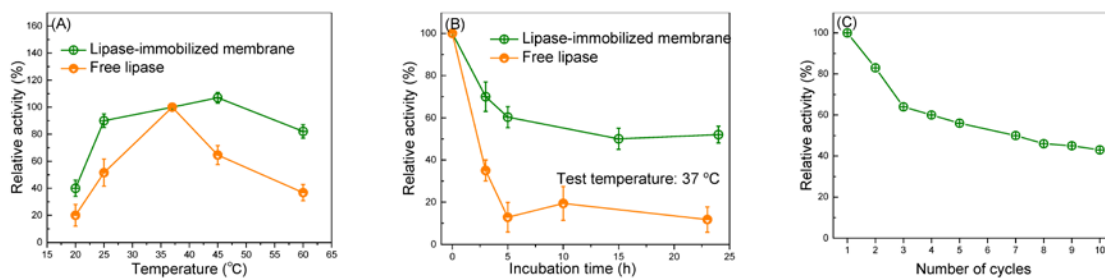 (A)
Relative activity (%)
160
140
120
100
80
60
40
20
0
Lipase-immobilized membrane
Free lipase
15 20 25 30 35 40 45 50 55 60 65
Temperature (℃)
(B)
Relative activity (%)
100
80
60
40
20
0
Lipase-immobilized membrane
Free lipase
Test temperature: 37 ºC
0 5 10 15 20 25
Incubation time (h)
(C)
Relative activity (%)
100
80
60
40
20
0
1 2 3 4 5 6 7 8 9 10
Number of cycles